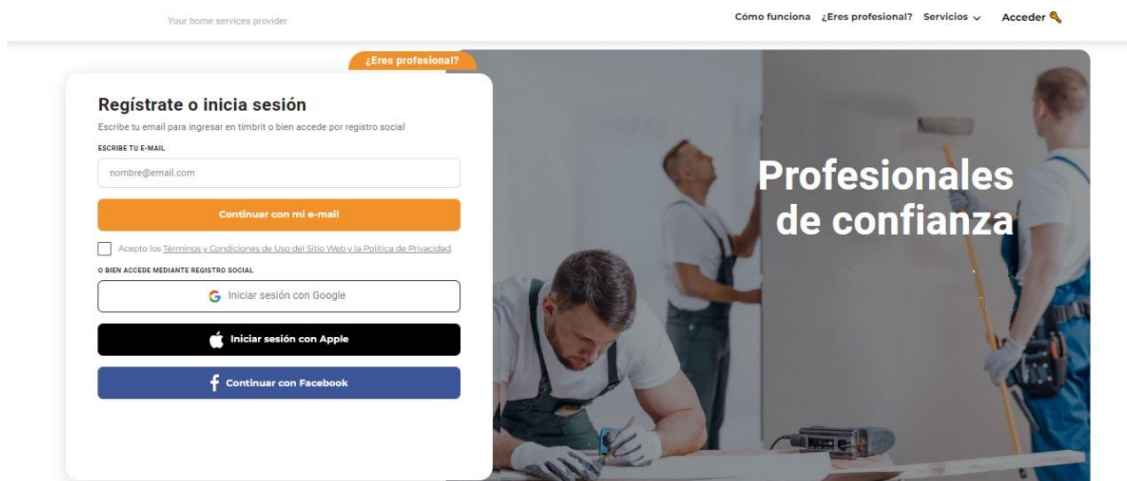 Your home services provider
Cómo funciona ¿Eres profesional? Servicios Acceder
¿Eres profesional?
Regístrate o inicia sesión
Escribe tu email para ingresar en timbrit o bien accede por registro social
ESCRIBE TU E-MAIL
nombre@email.com
Continuar con mi e-mail
Acepto los Términos y Condiciones de Uso del Sitio Web y la Política de Privacidad.
O BIEN ACCEDE MEDIANTE REGISTRO SOCIAL
Iniciar sesión con Google
Iniciar sesión con Apple
Continuar con Facebook
Profesionales
de confianza